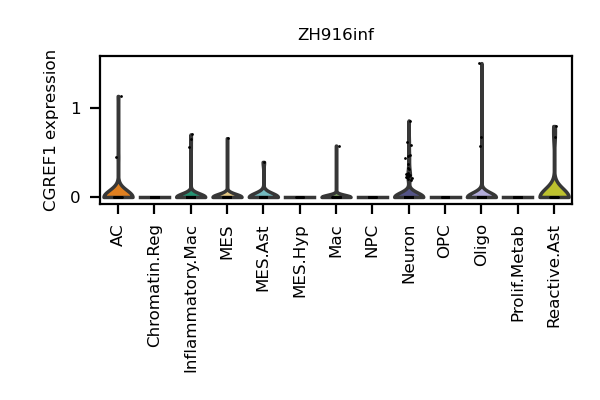 ZH916inf
CGREF1 expression
1
0
AC
Chromatin.Reg
Inflammatory.Mac
MES
MES.Ast
MES.Hyp
Mac
NPC
Neuron
OPC
Oligo
Prolif.Metab
Reactive.Ast